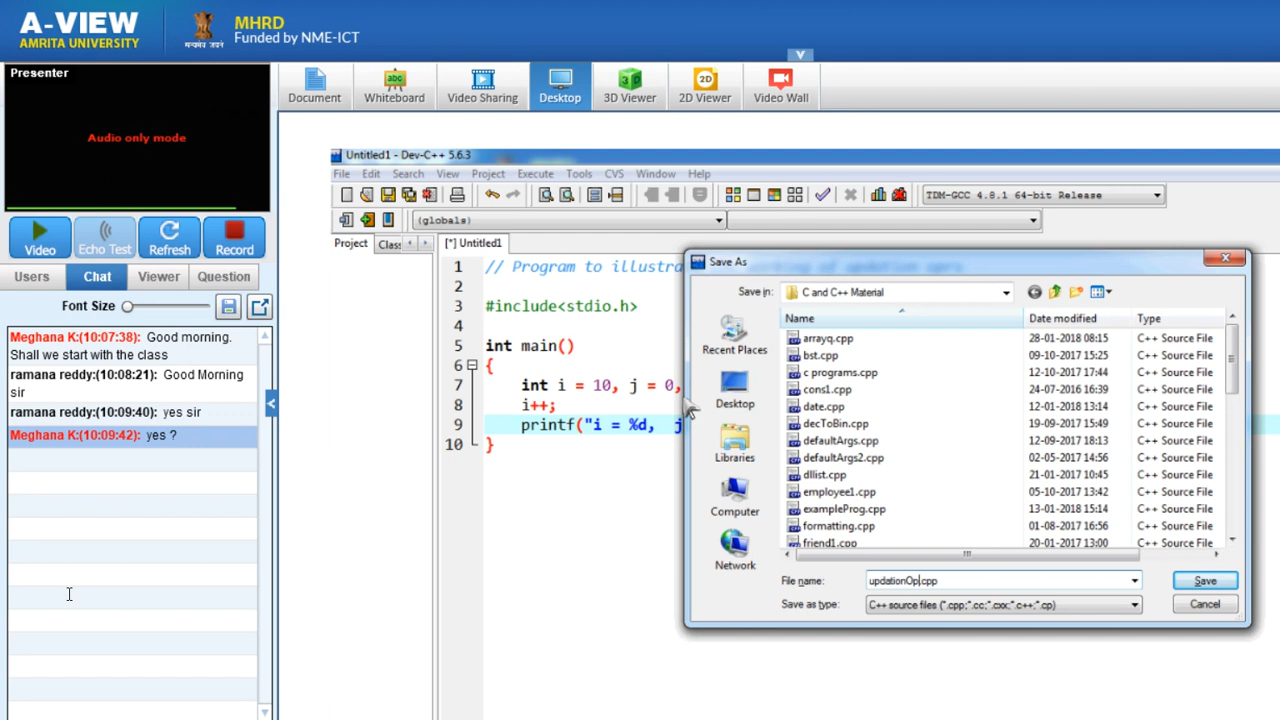 A-VIEW
AMRITA UNIVERSITY
MHRD
Funded by NME-ICT
Presenter
Audio only mode
Video
Echo Test
Refresh
Record
Users
Chat
Viewer
Question
Font Size
Meghana K:(10:07:38): Good morning.
Shall we start with the class
ramana reddy:(10:08:21): Good Morning
sir
ramana reddy:(10:09:40): yes sir
Meghana K:(10:09:42): yes ?
Document
Whiteboard
Video Sharing
Desktop
3D Viewer
2D Viewer
Video Wall
Untitled1 - Dev-C++ 5.6.3
File Edit Search View Project Execute Tools CVS Window Help
TDM-GCC 4.8.1 64-bit Release
(globals)
Project Clas
[*] Untitled1
1 // Program to illustra
2
3 #include<stdio.h>
4
5 int main()
6 {
7 int i = 10, j = 0,
8 i++;
9 printf("i = %d, j
10 }
Save As
Save in: C and C++ Material
Recent Places
Desktop
Libraries
Computer
Network
Name Date modified Type
arrayq.cpp 28-01-2018 08:15 C++ Source File
bst.cpp 09-10-2017 15:25 C++ Source File
c programs.cpp 12-10-2017 17:44 C++ Source File
cons1.cpp 24-07-2016 16:39 C++ Source File
date.cpp 12-01-2018 13:14 C++ Source File
decToBin.cpp 19-09-2017 15:49 C++ Source File
defaultArgs.cpp 12-09-2017 18:13 C++ Source File
defaultArgs2.cpp 02-05-2017 14:56 C++ Source File
dllist.cpp 21-01-2017 10:45 C++ Source File
employee1.cpp 05-10-2017 13:42 C++ Source File
exampleProg.cpp 13-01-2018 15:14 C++ Source File
formatting.cpp 01-08-2017 16:56 C++ Source File
friend1.cpp 20-01-2017 13:00 C++ Source File
File name: updationOp.cpp
Save
Save as type: C++ source files (*.cpp;*.cc;*.cxx;*.c++;*.cp)
Cancel